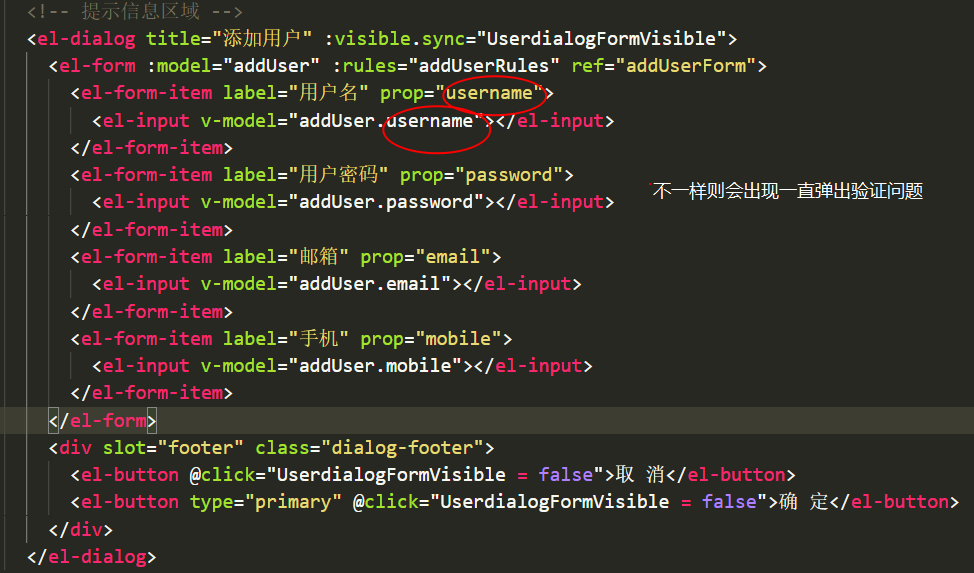 <!-- 提示信息区域 -->
<el-dialog title="添加用户" :visible.sync="UserdialogFormVisible">
<el-form :model="addUser" :rules="addUserRules" ref="addUserForm">
<el-form-item label="用户名" prop="username">
<el-input v-model="addUser.username"></el-input>
</el-form-item>
<el-form-item label="用户密码" prop="password">
不一样则会出现一直弹出验证问题
<el-input v-model="addUser.password"></el-input>
</el-form-item>
<el-form-item label="邮箱" prop="email">
<el-input v-model="addUser.email"></el-input>
</el-form-item>
<el-form-item label="手机" prop="mobile">
<el-input v-model="addUser.mobile"></el-input>
</el-form-item>
</el-form>
<div slot="footer" class="dialog-footer">
<el-button @click="UserdialogFormVisible = false">取 消</el-button>
<el-button type="primary" @click="UserdialogFormVisible = false">确 定</el-button>
</div>
</el-dialog>